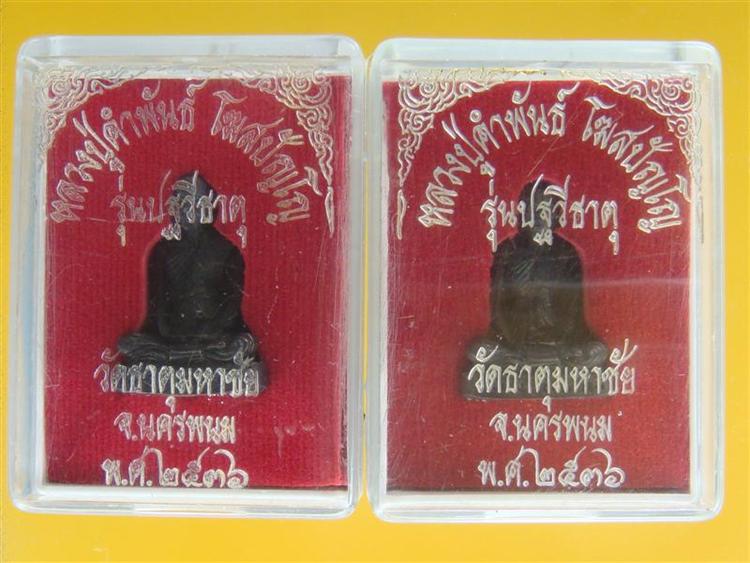 หลวงปู่คำพันธ์ โฆสปัญโญ
รุ่นปฐวีธาตุ
วัดธาตุมหาชัย
จ.นครพนม
พ.ศ.๒๕๓๖
หลวงปู่คำพันธ์ โฆสปัญโญ
รุ่นปฐวีธาตุ
วัดธาตุมหาชัย
จ.นครพนม
พ.ศ.๒๕๓๖